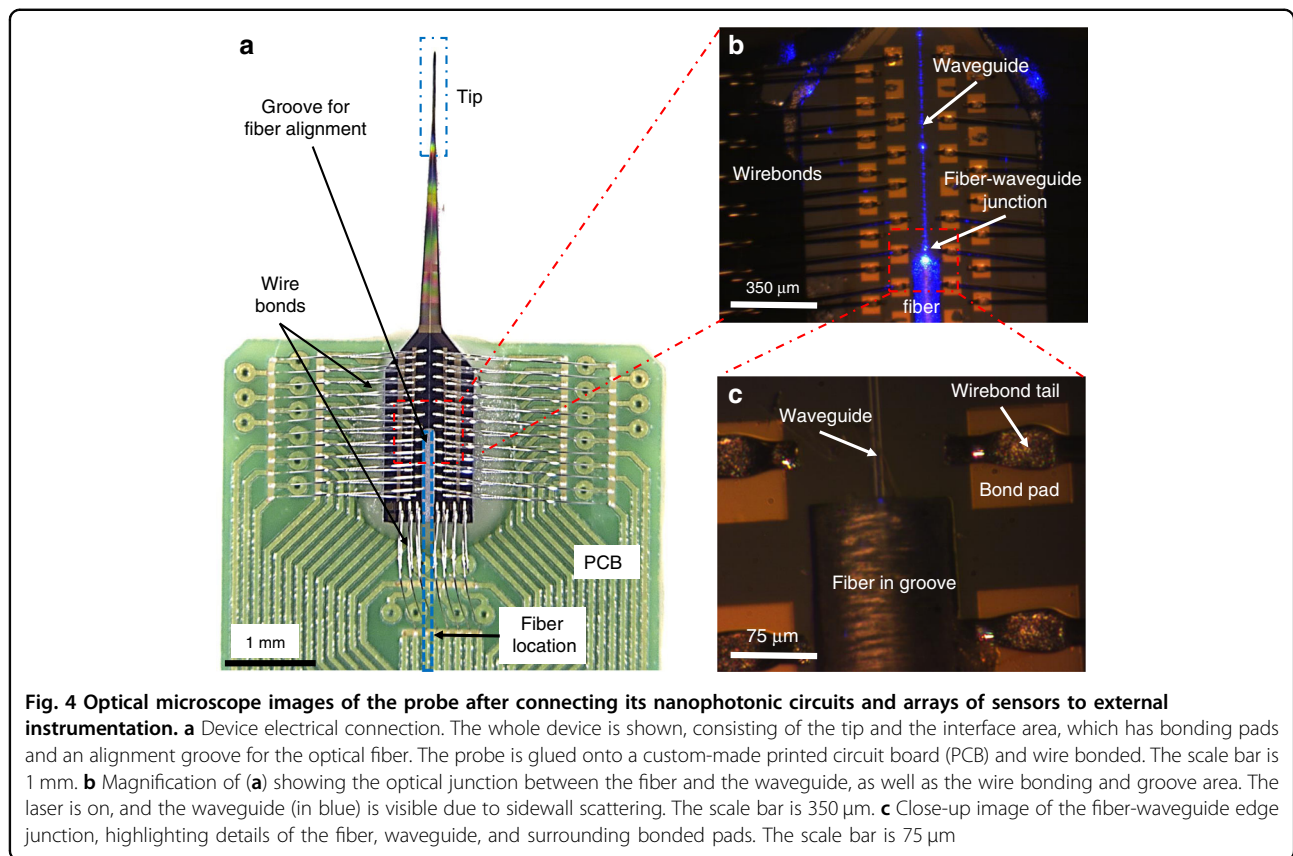 a
Groove for
fiber alignment
Tip
Wire
bonds
PCB
Fiber
location
1 mm
b
Waveguide
Wirebonds
Fiber-waveguide
junction
350 µm
fiber
c
Waveguide
Wirebond tail
Bond pad
Fiber in groove
75 µm
Fig. 4 Optical microscope images of the probe after connecting its nanophotonic circuits and arrays of sensors to external
instrumentation. a Device electrical connection. The whole device is shown, consisting of the tip and the interface area, which has bonding pads
and an alignment groove for the optical fiber. The probe is glued onto a custom-made printed circuit board (PCB) and wire bonded. The scale bar is
1 mm. b Magnification of (a) showing the optical junction between the fiber and the waveguide, as well as the wire bonding and groove area. The
laser is on, and the waveguide (in blue) is visible due to sidewall scattering. The scale bar is 350 µm. c Close-up image of the fiber-waveguide edge
junction, highlighting details of the fiber, waveguide, and surrounding bonded pads. The scale bar is 75 µm